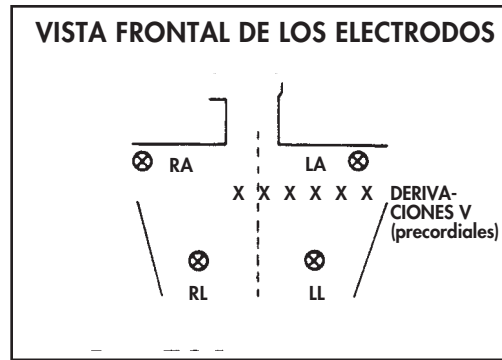 VISTA FRONTAL DE LOS ELECTRODOS
RA LA
X X X X X X DERIVA-
CIONES V
(precordiales)
RL LL